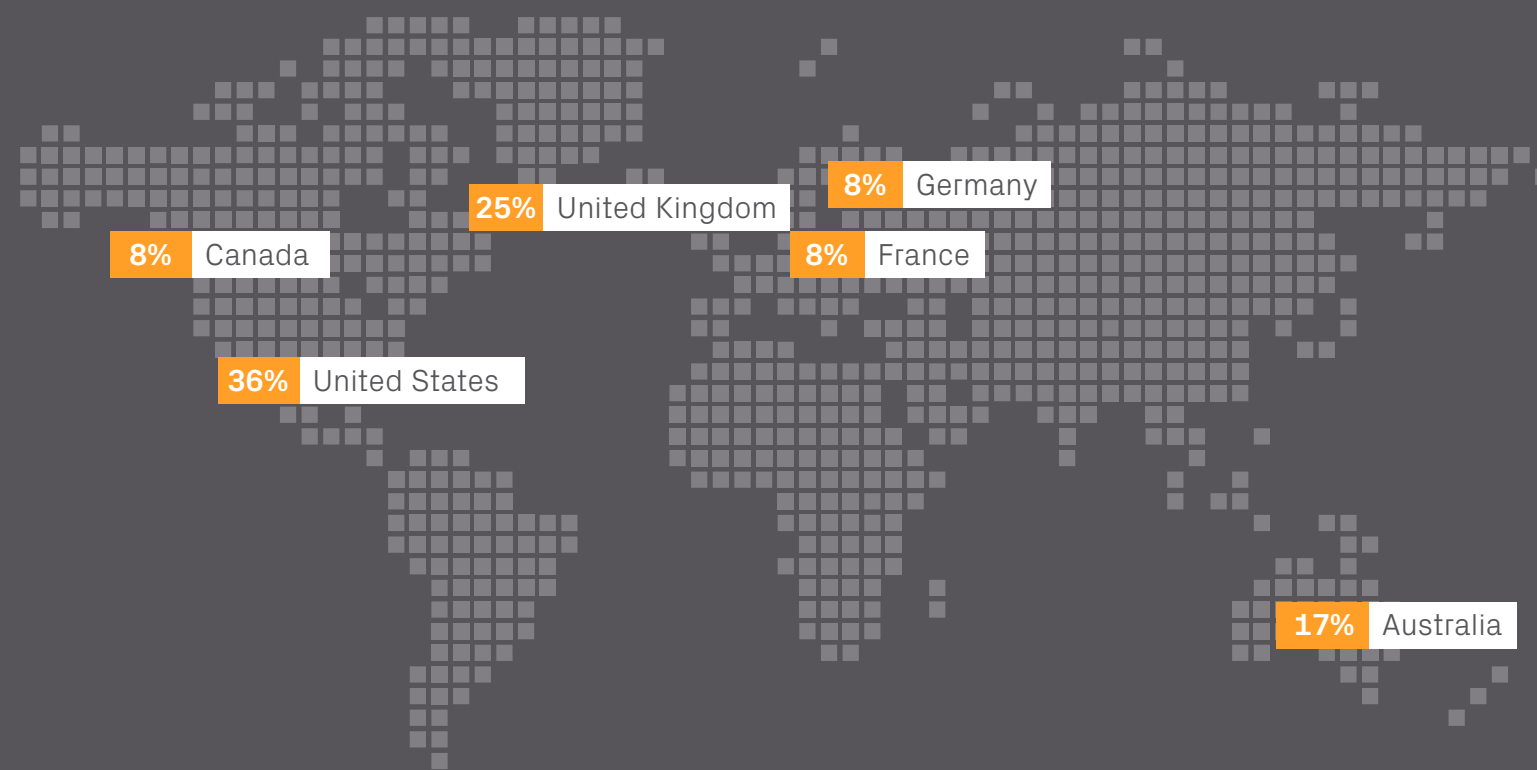 8% Germany
25% United Kingdom
8% Canada
8% France
36% United States
17% Australia